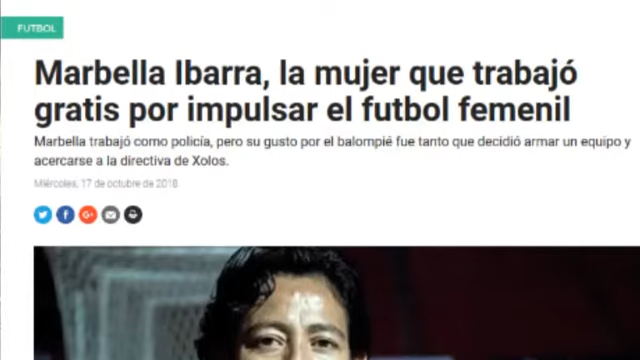 FUTBOL
Marbella Ibarra, la mujer que trabajó
gratis por impulsar el futbol femenil
Marbella trabajó como policía, pero su gusto por el balompié fue tanto que decidió armar un equipo y
acercarse a la directiva de Xolos.
Miércoles, 17 de octubre de 2018